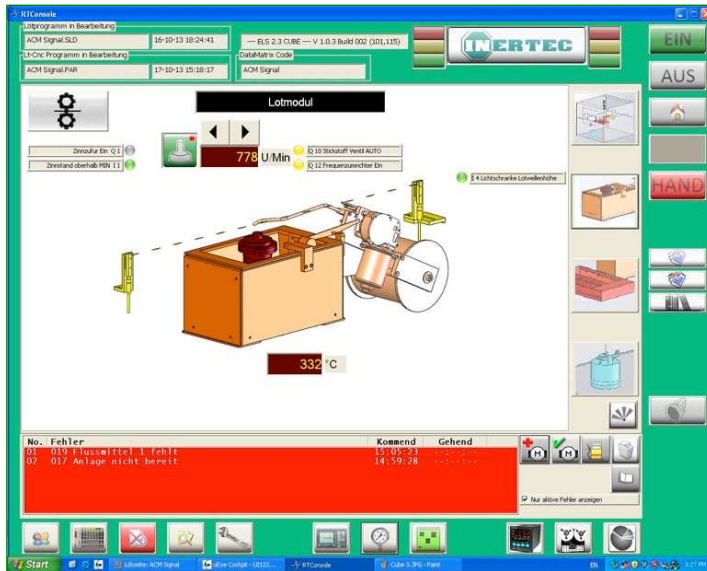 RTConsole
Lötprogramm in Bearbeitung
ACM Signal.SLD 16-10-13 18:24:41
--- ELS 2.3 CUBE --- V 1.0.3 Build 002 (101,115)
INERTEC
EIN
Lt-Cnc Programm in Bearbeitung
ACM Signal.PAR 17-10-13 15:18:17
DataMatrix Code
ACM Signal
AUS
Lotmodul
Zinnzufur Ein Q 1
778 U/Min
Q 10 Stickstoff Ventil AUTO
Zinnstand oberhalb MIN I 1
Q 12 Frequenzumrichter Ein
I 4 Lichtschranke Lotwellenhöhe
HAND
332 °C
No. Fehler Kommend Gehend
01 019 Flussmittel 1 fehlt 15:05:23 --:--:--
02 017 Anlage nicht bereit 14:59:28 --:--:--
Nur aktive Fehler anzeigen
Start
Lötseite: ACM Signal
RTConsole
Cube 3.JPG - Paint
EN
3:27 PM